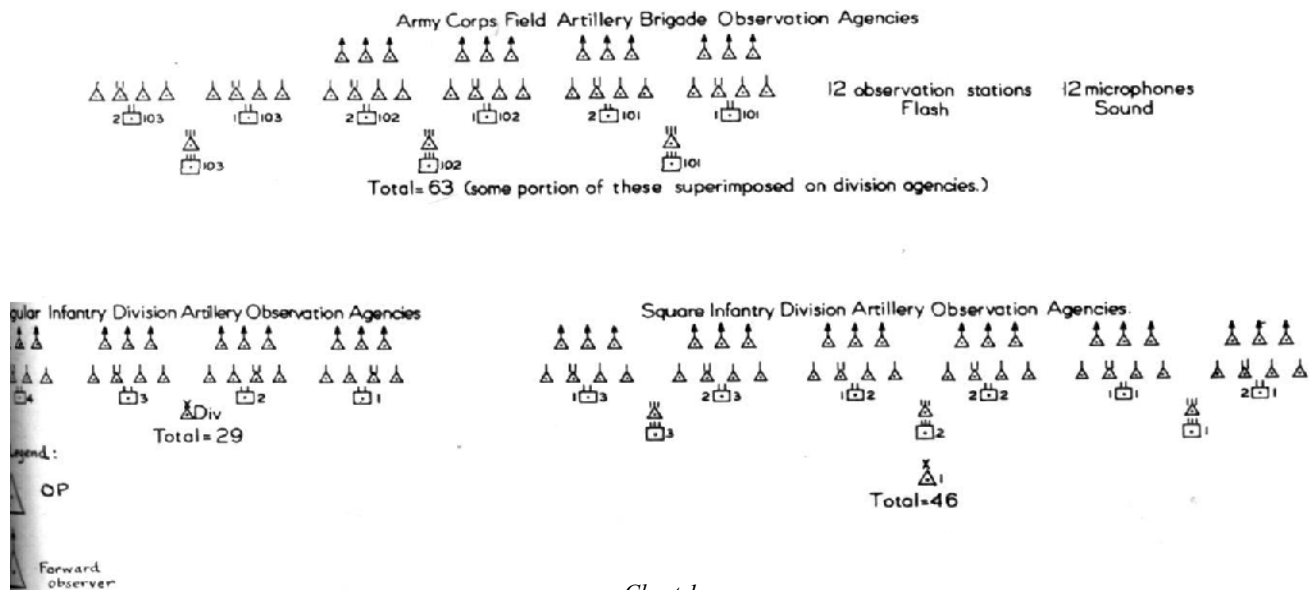 Army Corps Field Artillery Brigade Observation Agencies
12 observation stations
Flash
12 microphones
Sound
2 103 1 103 2 102 1 102 2 101 1 101
103 102 101
Total=63 (some portion of these superimposed on division agencies.)
gular Infantry Division Artillery Observation Agencies
4 3 2 1
Div
Total=29
Legend:
OP
Forward
observer
Square Infantry Division Artillery Observation Agencies.
1 3 2 3 1 2 2 2 1 1 2 1
3 2 1
1
Total=46